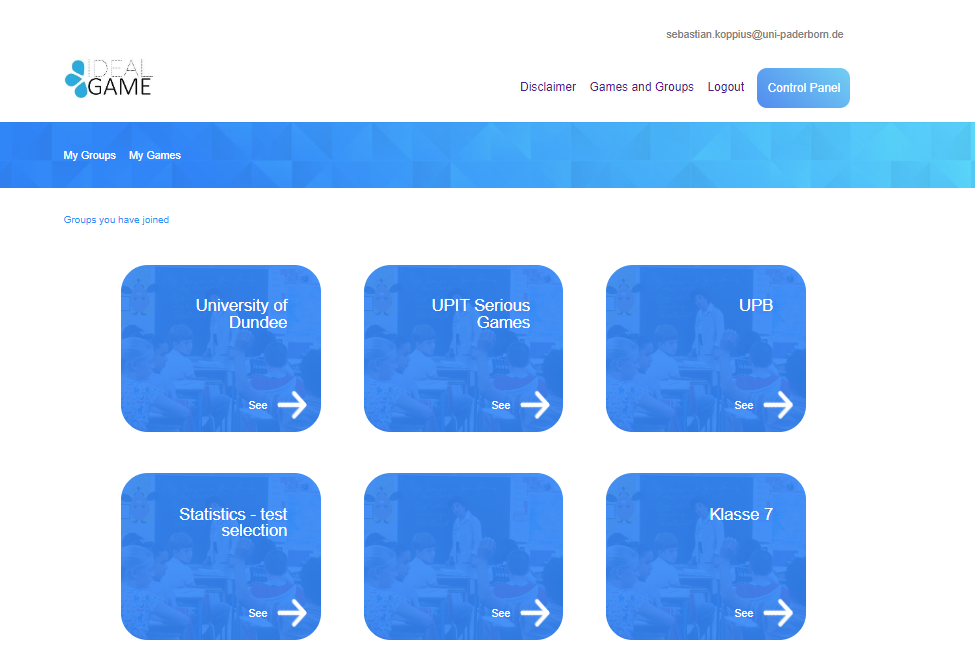 sebastian.koppius@uni-paderborn.de
IDEAL
GAME
Disclaimer Games and Groups Logout Control Panel
My Groups My Games
Groups you have joined
University of
Dundee
See
UPIT Serious
Games
See
UPB
See
Statistics - test
selection
See
See
Klasse 7
See